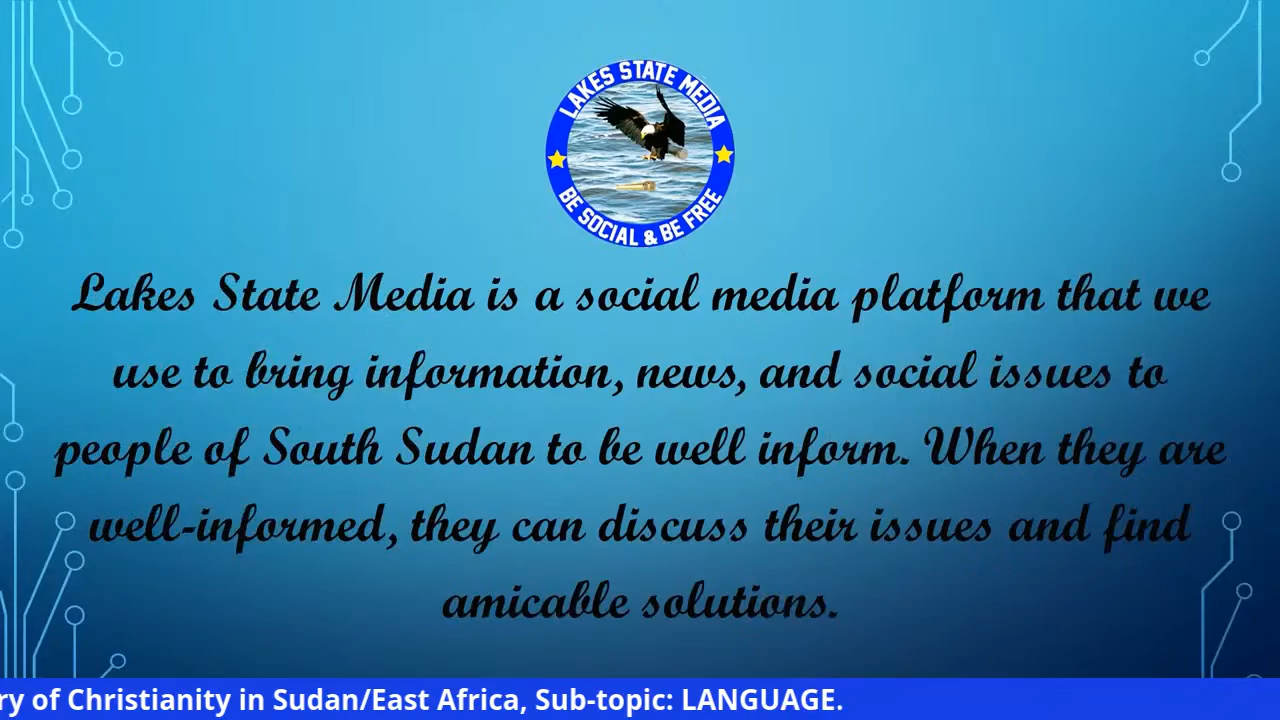 LAKES STATE MEDIA
BE SOCIAL & BE FREE
Lakes State Media is a social media platform that we
use to bring information, news, and social issues to
people of South Sudan to be well inform. When they are
well-informed, they can discuss their issues and find
amicable solutions.
ry of Christianity in Sudan/East Africa, Sub-topic: LANGUAGE.